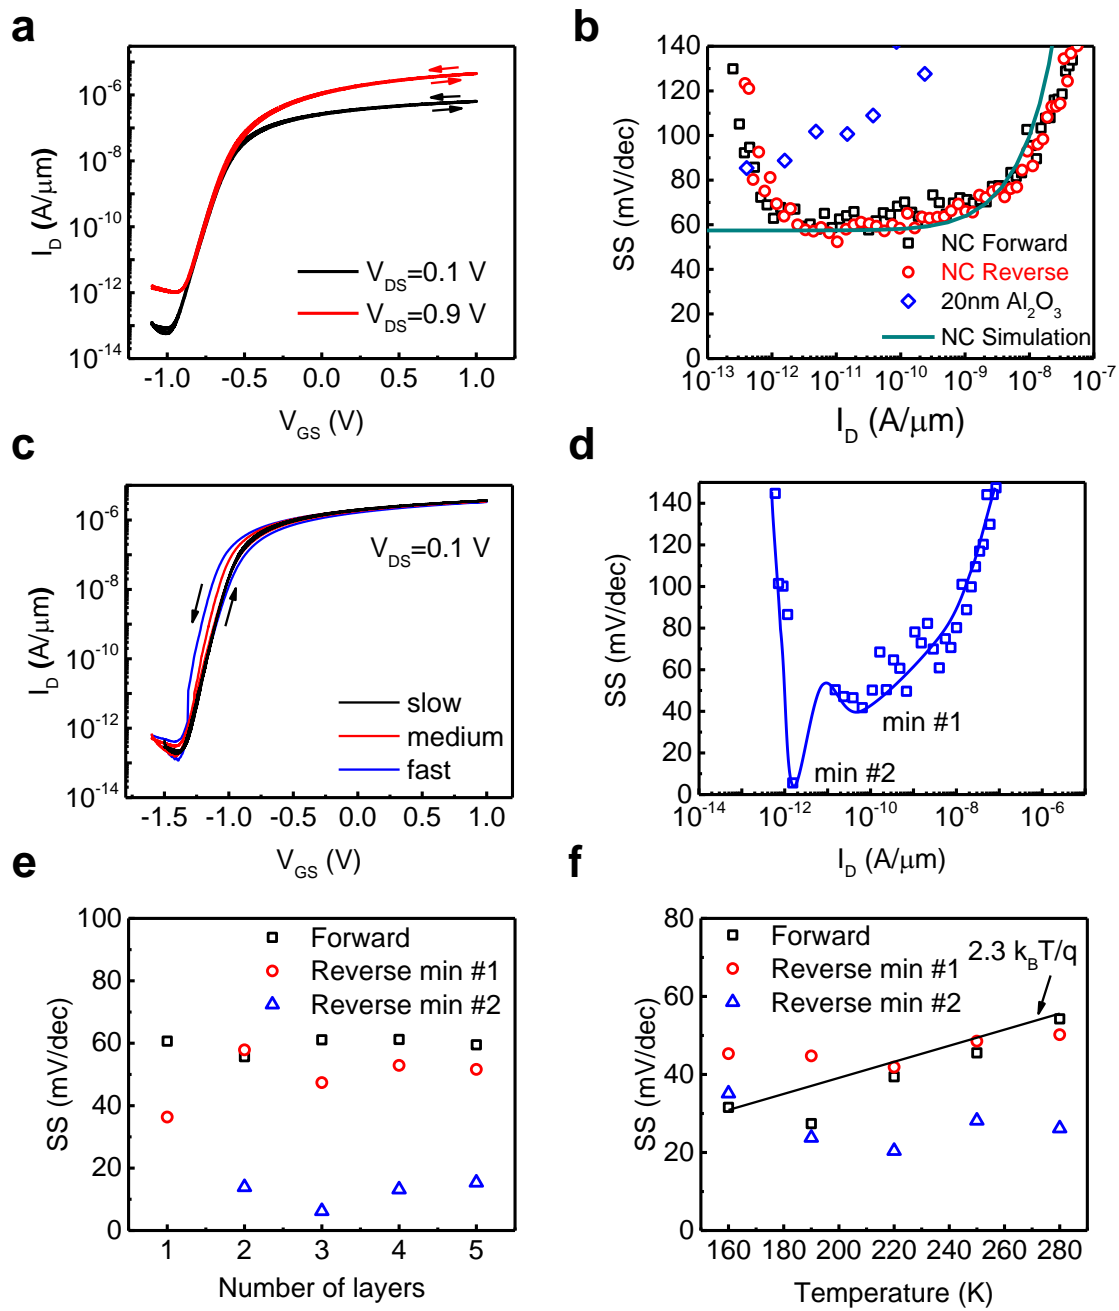 a
10^-6
10^-8
10^-10
10^-12
10^-14
I_D (A/μm)
V_DS=0.1 V
V_DS=0.9 V
-1.0 -0.5 0.0 0.5 1.0
V_GS (V)
b
140
120
100
80
60
40
20
0
SS (mV/dec)
NC Forward
NC Reverse
20nm Al_2O_3
NC Simulation
10^-13 10^-12 10^-11 10^-10 10^-9 10^-8 10^-7
I_D (A/μm)
c
10^-6
10^-8
10^-10
10^-12
10^-14
I_D (A/μm)
V_DS=0.1 V
slow
medium
fast
-1.5 -1.0 -0.5 0.0 0.5 1.0
V_GS (V)
d
140
120
100
80
60
40
20
0
SS (mV/dec)
min #1
min #2
10^-14 10^-12 10^-10 10^-8 10^-6
I_D (A/μm)
e
100
80
60
40
20
0
SS (mV/dec)
Forward
Reverse min #1
Reverse min #2
1 2 3 4 5
Number of layers
f
80
60
40
20
0
SS (mV/dec)
Forward
Reverse min #1
Reverse min #2
2.3 k_BT/q
160 180 200 220 240 260 280
Temperature (K)